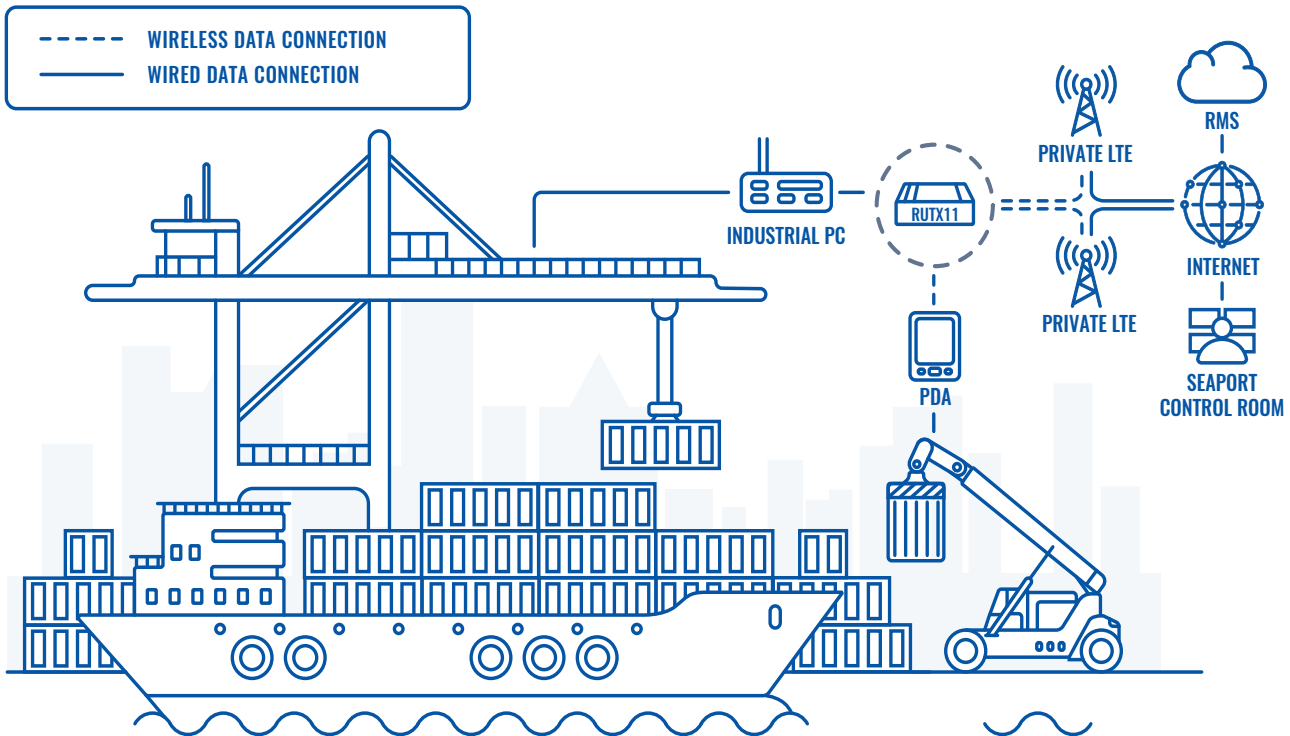 WIRELESS DATA CONNECTION
WIRED DATA CONNECTION
RMS
PRIVATE LTE
RUTX11
INDUSTRIAL PC
INTERNET
PRIVATE LTE
PDA
SEAPORT
CONTROL ROOM